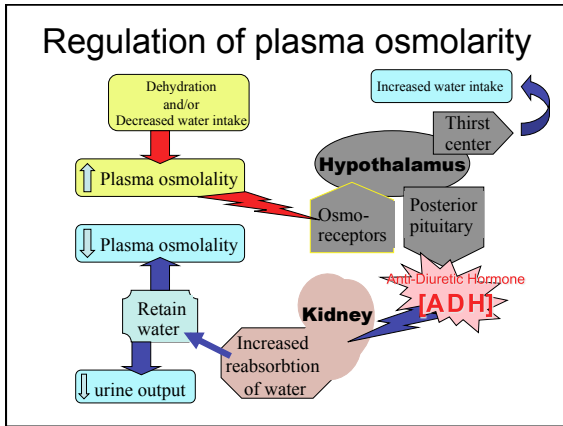 Regulation of plasma osmolarity
Dehydration
and/or
Decreased water intake
Increased water intake
Thirst
center
Hypothalamus
Plasma osmolality
Osmo-
receptors
Posterior
pituitary
Plasma osmolality
Anti-Diuretic Hormone
[ADH]
Retain
water
Kidney
Increased
reabsorbtion
of water
urine output